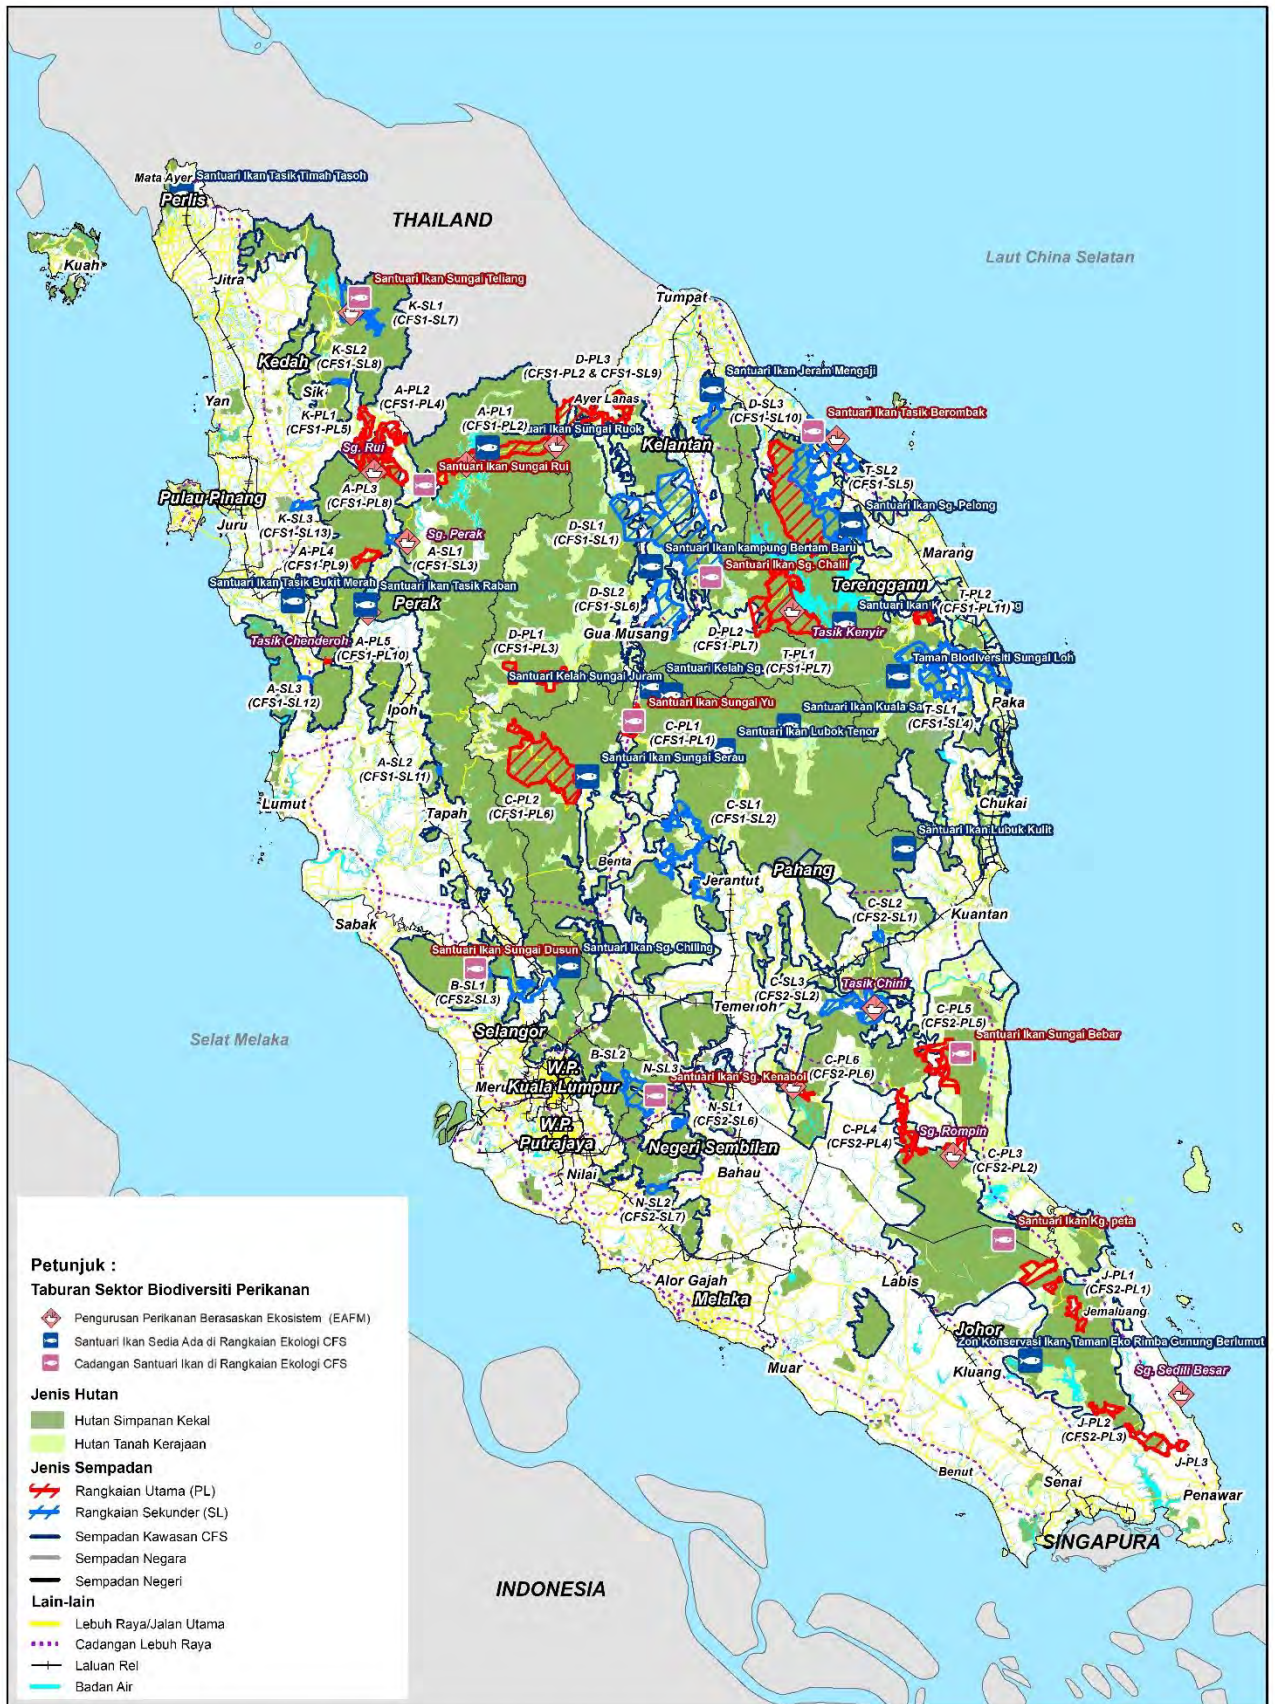 Mata Ayer
Santuari Ikan Tasik Timah Tasoh
Perlis
THAILAND
Kuah
Laut China Selatan
Jitra
Santuari Ikan Sungai Teliang
Tumpat
K-SL1
(CFS1-SL7)
K-SL2
(CFS1-SL8)
Kedah
D-PL3
(CFS1-PL2 & CFS1-SL9)
Santuari Ikan Jeram Mengaji
Sik
Yan
A-PL2
(CFS1-PL4)
Ayer Lanas
D-SL3
(CFS1-SL10)
Santuari Ikan Tasik Berombak
K-PL1
(CFS1-PL5)
A-PL1
(CFS1-PL2)
uari Ikan Sungai Ruok
Kelantan
Sg. Rui
Santuari Ikan Sungai Rui
T-SL2
(CFS1-SL5)
Pulau Pinang
A-PL3
(CFS1-PL8)
Santuari Ikan Sg. Pelong
Juru
K-SL3
(CFS1-SL13)
Sg. Perak
D-SL1
(CFS1-SL1)
Marang
A-PL4
(CFS1-PL9)
A-SL1
(CFS1-SL3)
Santuari Ikan kampung Bertam Baru
Santuari Ikan Sg. Chalil
Terengganu
Santuari Ikan Tasik Bukit Merah
Santuari Ikan Tasik Raban
Perak
D-SL2
(CFS1-SL6)
Santuari Ikan K
T-PL2
(CFS1-PL11)
Gua Musang
Tasik Kenyir
Tasik Chenderoh
A-PL5
(CFS1-PL10)
D-PL1
(CFS1-PL3)
D-PL2
(CFS1-PL7)
T-PL1
(CFS1-PL7)
Taman Biodiversiti Sungai Loh
Santuari Kelah Sg.
Santuari Kelah Sungai Juram
A-SL3
(CFS1-SL12)
Santuari Ikan Sungai Yu
Santuari Ikan Kuala Sa
T-SL1
(CFS1-SL4)
Paka
Ipoh
C-PL1
(CFS1-PL1)
Santuari Ikan Lubok Tenor
Santuari Ikan Sungai Serau
A-SL2
(CFS1-SL11)
Lumut
C-PL2
(CFS1-PL6)
C-SL1
(CFS1-SL2)
Chukai
Tapah
Santuari Ikan Lubuk Kulit
Benta
Jerantut
Pahang
C-SL2
(CFS2-SL1)
Kuantan
Sabak
Santuari Ikan Sungai Dusun
Santuari Ikan Sg. Chiling
B-SL1
(CFS2-SL3)
C-SL3
(CFS2-SL2)
Tasik Chini
Temerloh
C-PL5
(CFS2-PL5)
Selangor
Santuari Ikan Sungai Bebar
Selat Melaka
B-SL2
N-SL3
C-PL6
(CFS2-PL6)
W.P.
Kuala Lumpur
Meru
Santuari Ikan Sg. Kenaboi
N-SL1
(CFS2-SL6)
W.P.
Putrajaya
C-PL4
(CFS2-PL4)
Sg. Rompin
Negeri Sembilan
C-PL3
(CFS2-PL2)
Nilai
Bahau
N-SL2
(CFS2-SL7)
Santuari Ikan Kg. peta
Alor Gajah
Melaka
Labis
J-PL1
(CFS2-PL1)
Jemaluang
Johor
Zon Konservasi Ikan, Taman Eko Rimba Gunung Berlumut
Muar
Kluang
Sg. Sedili Besar
J-PL2
(CFS2-PL3)
J-PL3
Benut
Senai
Penawar
SINGAPURA
INDONESIA
Petunjuk :
Taburan Sektor Biodiversiti Perikanan
Pengurusan Perikanan Berasaskan Ekosistem (EAFM)
Santuari Ikan Sedia Ada di Rangkaian Ekologi CFS
Cadangan Santuari Ikan di Rangkaian Ekologi CFS
Jenis Hutan
Hutan Simpanan Kekal
Hutan Tanah Kerajaan
Jenis Sempadan
Rangkaian Utama (PL)
Rangkaian Sekunder (SL)
Sempadan Kawasan CFS
Sempadan Negara
Sempadan Negeri
Lain-lain
Lebuh Raya/Jalan Utama
Cadangan Lebuh Raya
Laluan Rel
Badan Air